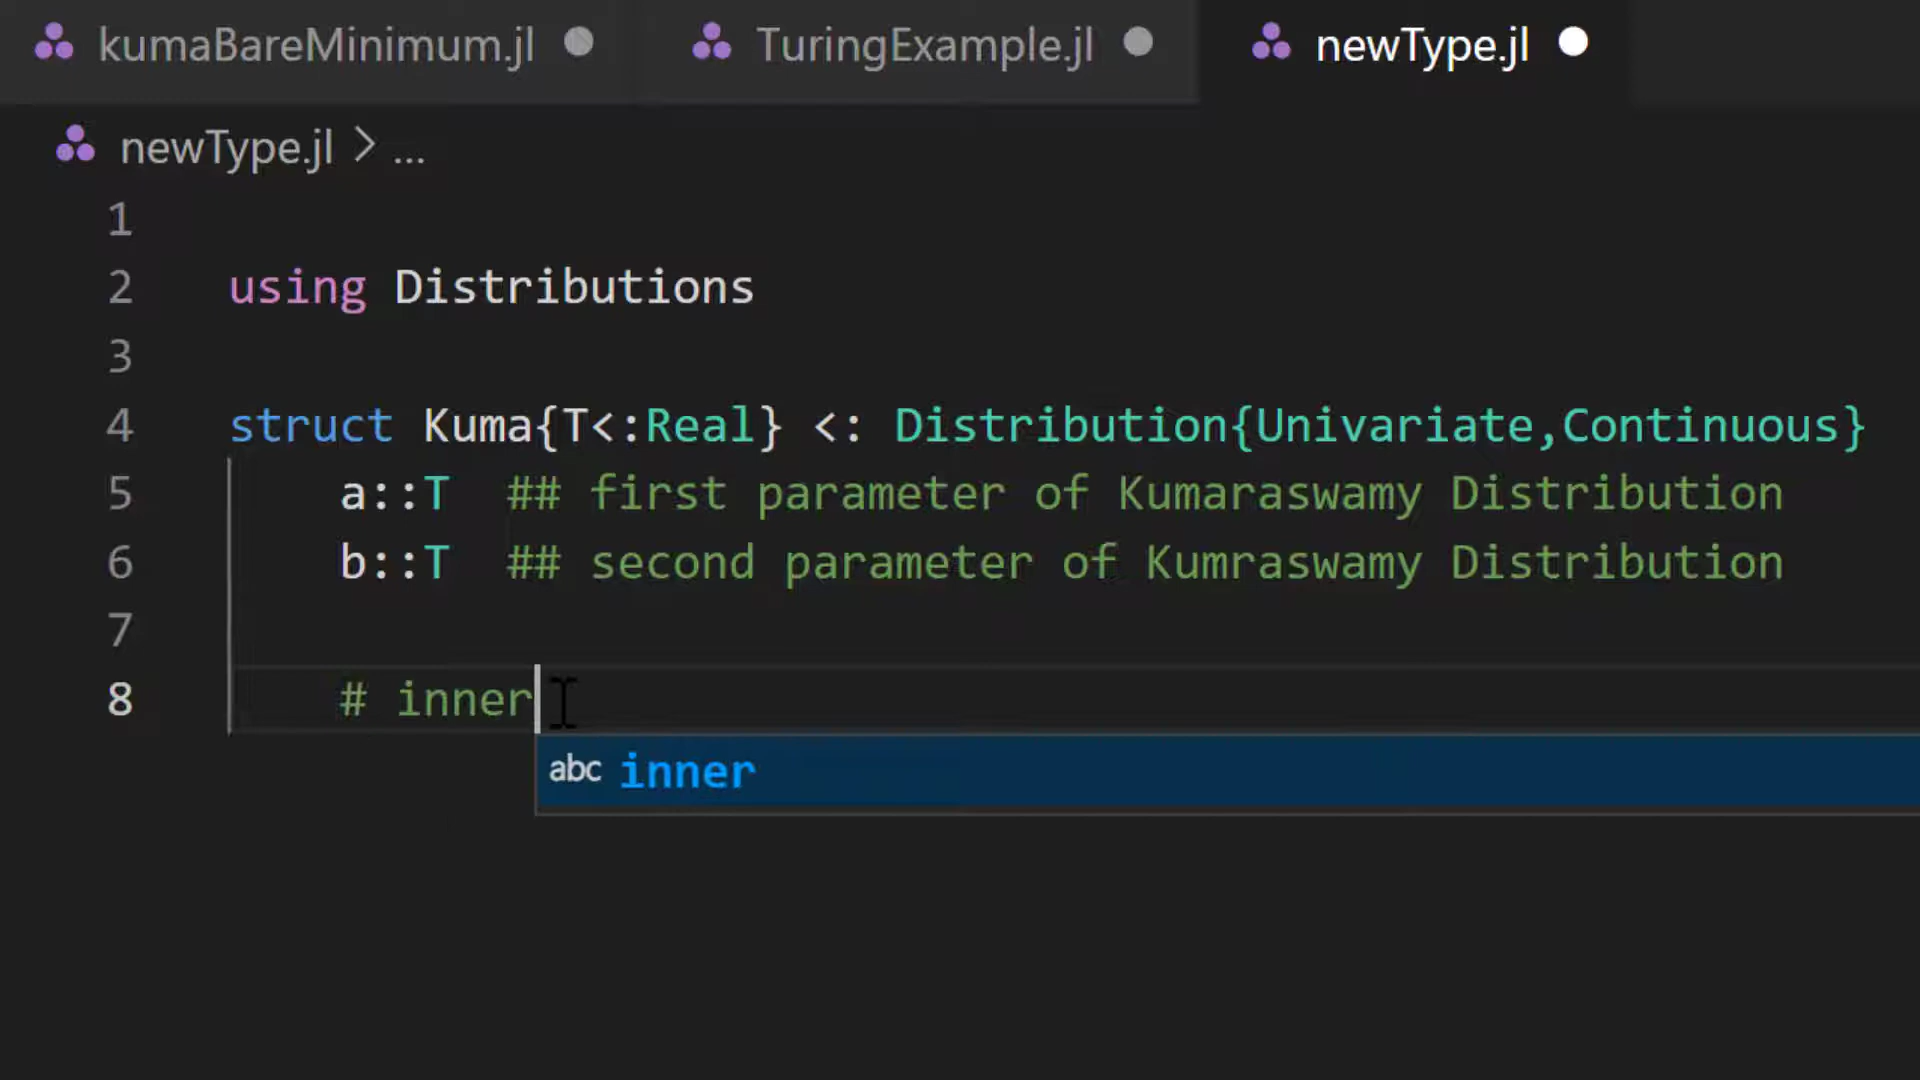 kumaBareMinimum.jl TuringExample.jl newType.jl
newType.jl > ...
1
2 using Distributions
3
4 struct Kuma{T<:Real} <: Distribution{Univariate,Continuous}
5 a::T ## first parameter of Kumaraswamy Distribution
6 b::T ## second parameter of Kumraswamy Distribution
7
8 # inner
abc inner